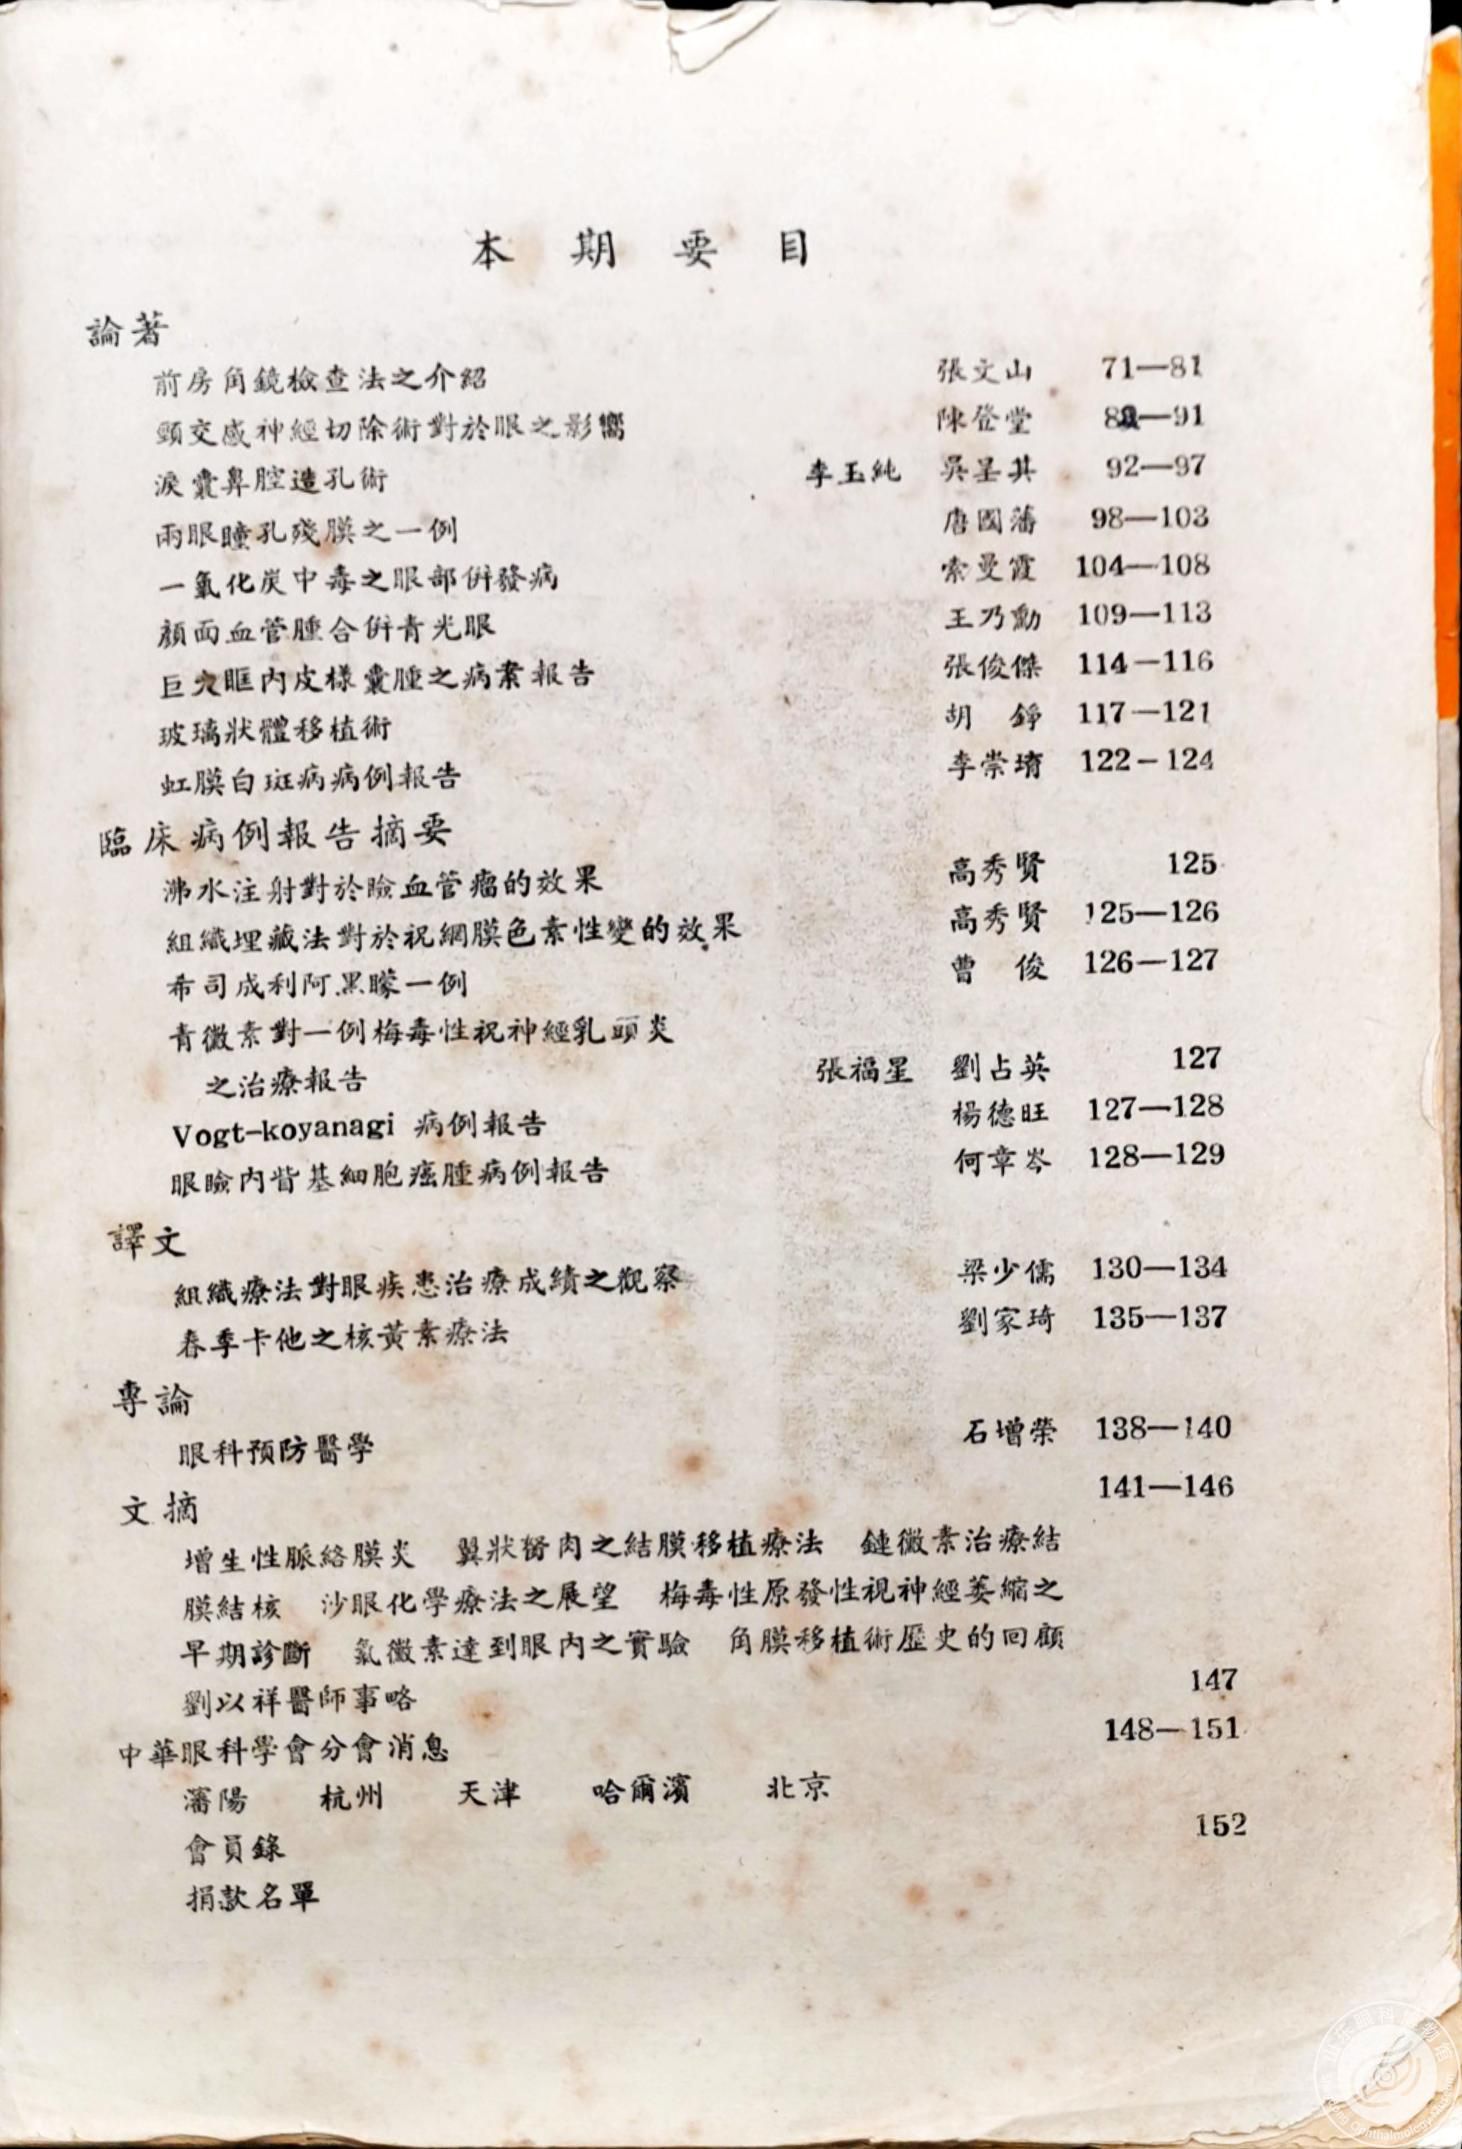 本期要目
論著
前房角鏡檢查法之介紹 張文山 71—81
頸交感神經切除術對於眼之影響 陳登堂 —91
淚囊鼻腔造孔術 李玉純 吳呈其 92—97
兩眼瞳孔殘膜之一例 唐國藩 98—103
一氧化炭中毒之眼部併發病 索曼霞 104—108
顏面血管腫合併青光眼 王乃勳 109—113
巨大眶內皮樣囊腫之病案報告 張俊傑 114—116
玻璃狀體移植術 胡錚 117—121
虹膜白斑病病例報告 李崇堉 122—124
臨床病例報告摘要
沸水注射對於瞼血管瘤的效果 高秀賢 125
組織埋藏法對於視網膜色素性變的效果 高秀賢 125—126
希司成利阿黑矇一例 曹俊 126—127
青黴素對一例梅毒性視神經乳頭炎
之治療報告 張福星 劉占英 127
Vogt-koyanagi 病例報告 楊德旺 127—128
眼瞼內眥基細胞癌腫病例報告 何章岑 128—129
譯文
組織療法對眼疾患治療成績之觀察 梁少儒 130—134
春季卡他之核黃素療法 劉家琦 135—137
專論
眼科預防醫學 石增榮 138—140
文摘 141—146
增生性脈絡膜炎 翼狀胬肉之結膜移植療法 鏈黴素治療結
膜結核 沙眼化學療法之展望 梅毒性原發性視神經萎縮之
早期診斷 氯黴素達到眼內之實驗 角膜移植術歷史的回顧
劉以祥醫師事略 147
中華眼科學會分會消息 148—151
瀋陽 杭州 天津 哈爾濱 北京
會員錄 152
捐款名單